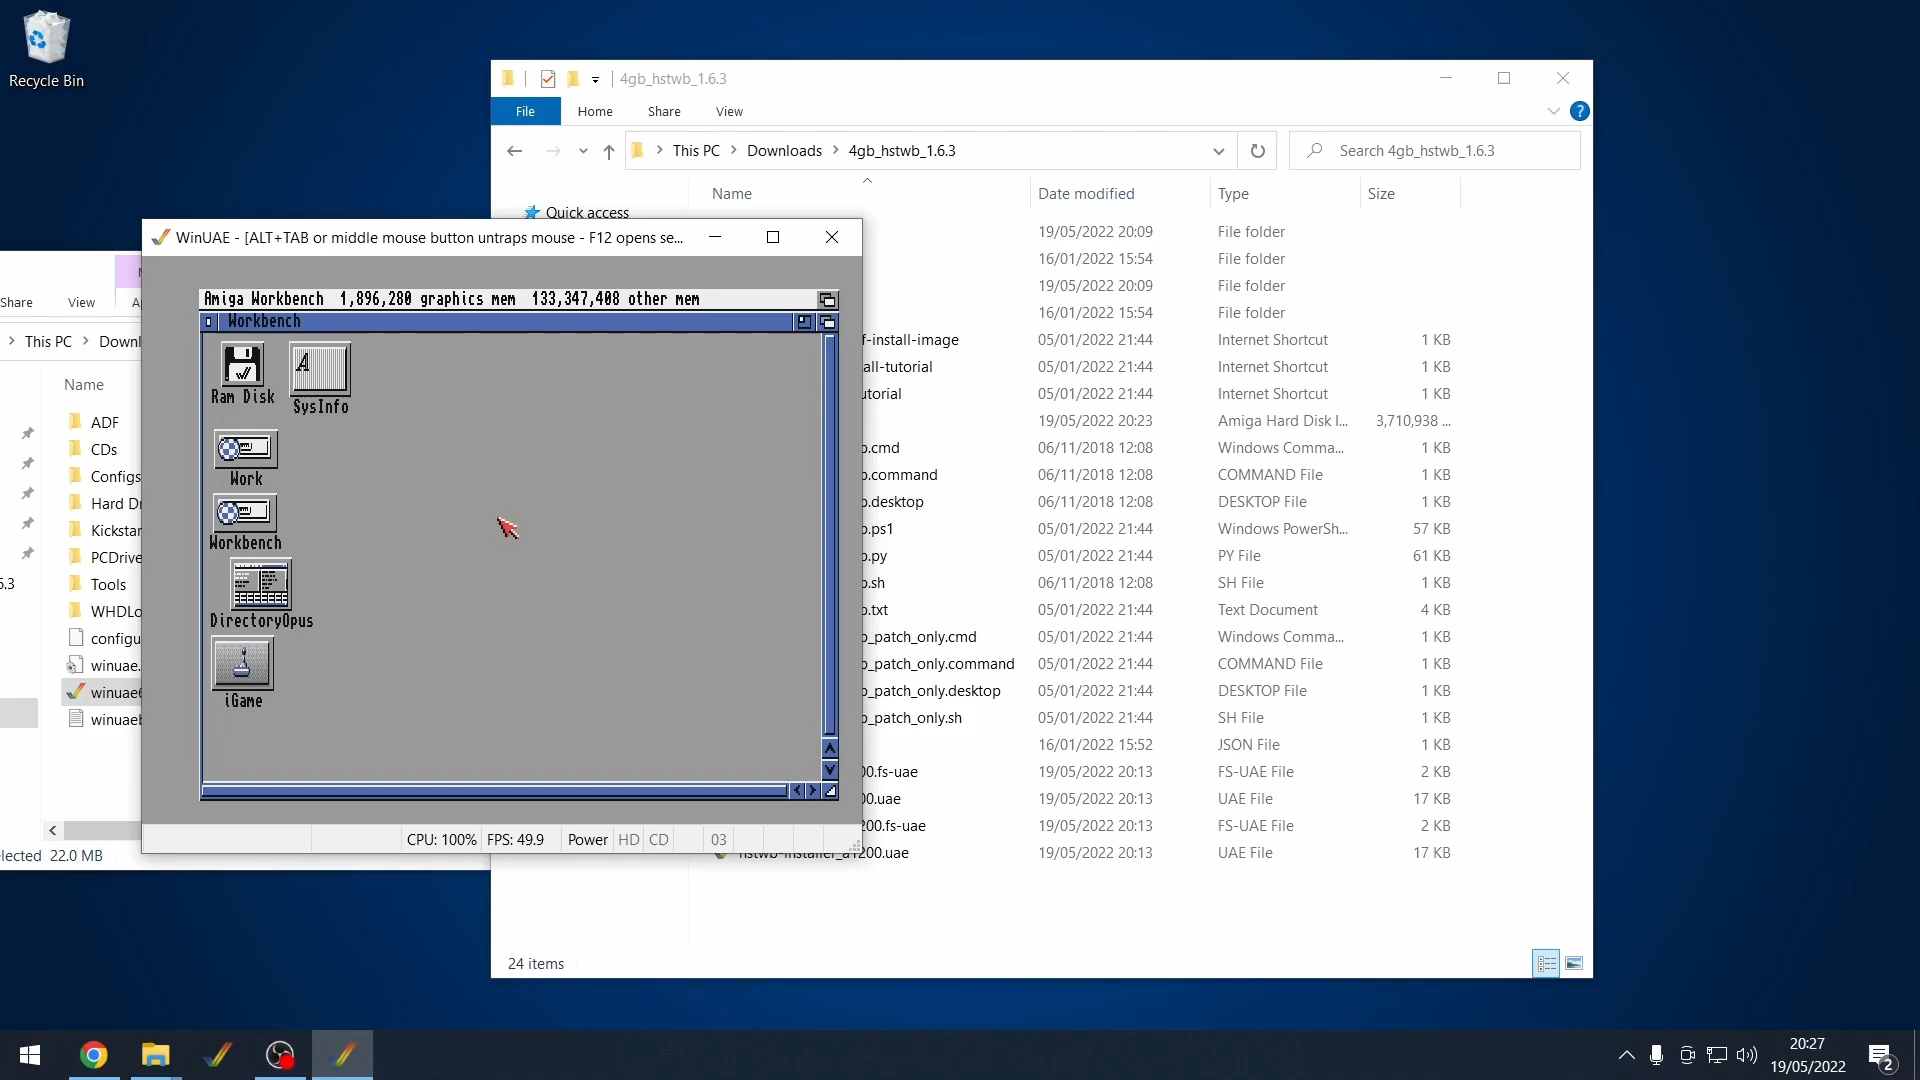 Recycle Bin
4gb_hstwb_1.6.3
File Home Share View
This PC Downloads 4gb_hstwb_1.6.3 Search 4gb_hstwb_1.6.3
Name Date modified Type Size
Quick access
19/05/2022 20:09 File folder
16/01/2022 15:54 File folder
19/05/2022 20:09 File folder
16/01/2022 15:54 File folder
f-install-image 05/01/2022 21:44 Internet Shortcut 1 KB
all-tutorial 05/01/2022 21:44 Internet Shortcut 1 KB
utorial 05/01/2022 21:44 Internet Shortcut 1 KB
19/05/2022 20:23 Amiga Hard Disk I... 3,710,938 ...
.cmd 06/11/2018 12:08 Windows Comma... 1 KB
.command 06/11/2018 12:08 COMMAND File 1 KB
.desktop 06/11/2018 12:08 DESKTOP File 1 KB
.ps1 05/01/2022 21:44 Windows PowerSh... 57 KB
.py 05/01/2022 21:44 PY File 61 KB
.sh 06/11/2018 12:08 SH File 1 KB
.txt 05/01/2022 21:44 Text Document 4 KB
_patch_only.cmd 05/01/2022 21:44 Windows Comma... 1 KB
_patch_only.command 05/01/2022 21:44 COMMAND File 1 KB
_patch_only.desktop 05/01/2022 21:44 DESKTOP File 1 KB
_patch_only.sh 05/01/2022 21:44 SH File 1 KB
16/01/2022 15:52 JSON File 1 KB
00.fs-uae 19/05/2022 20:13 FS-UAE File 2 KB
00.uae 19/05/2022 20:13 UAE File 17 KB
200.fs-uae 19/05/2022 20:13 FS-UAE File 2 KB
hstwb-installer_a1200.uae 19/05/2022 20:13 UAE File 17 KB
24 items
WinUAE - [ALT+TAB or middle mouse button untraps mouse - F12 opens se...
Amiga Workbench 1,896,280 graphics mem 133,347,408 other mem
Workbench
Ram Disk
SysInfo
Work
Workbench
DirectoryOpus
iGame
CPU: 100% FPS: 49.9 Power HD CD 03
Share View
This PC Downl
Name
ADF
CDs
Configs
Hard Dr
Kickstar
PCDrive
5.3 Tools
WHDLo
configu
winuae.
winuae6
winuaeb
lected 22.0 MB
20:27
19/05/2022
2